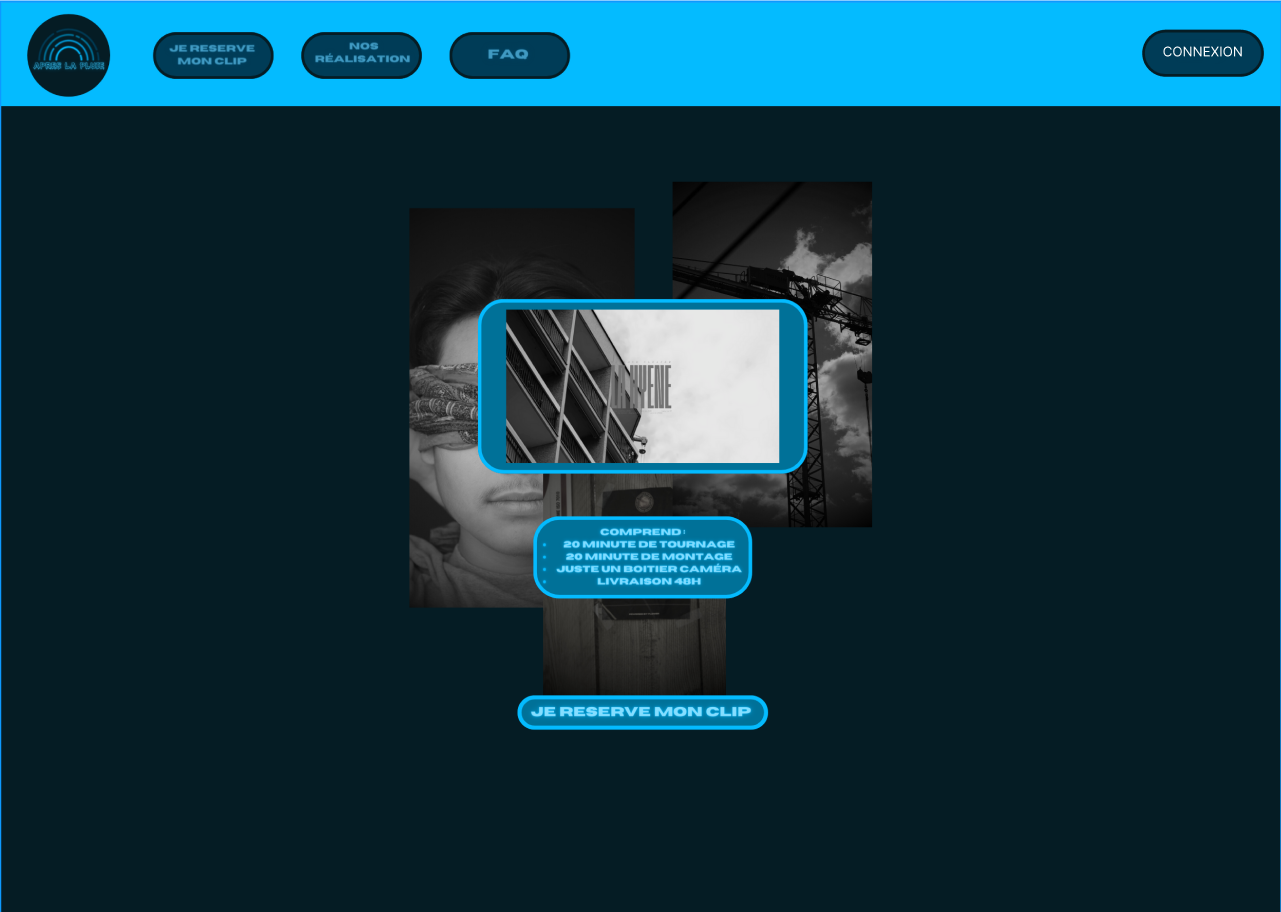 APRES LA PLUIE
JE RESERVE
MON CLIP
NOS
RÉALISATION
FAQ
CONNEXION
COMPREND :
20 MINUTE DE TOURNAGE
20 MINUTE DE MONTAGE
JUSTE UN BOITIER CAMÉRA
LIVRAISON 48H
JE RESERVE MON CLIP